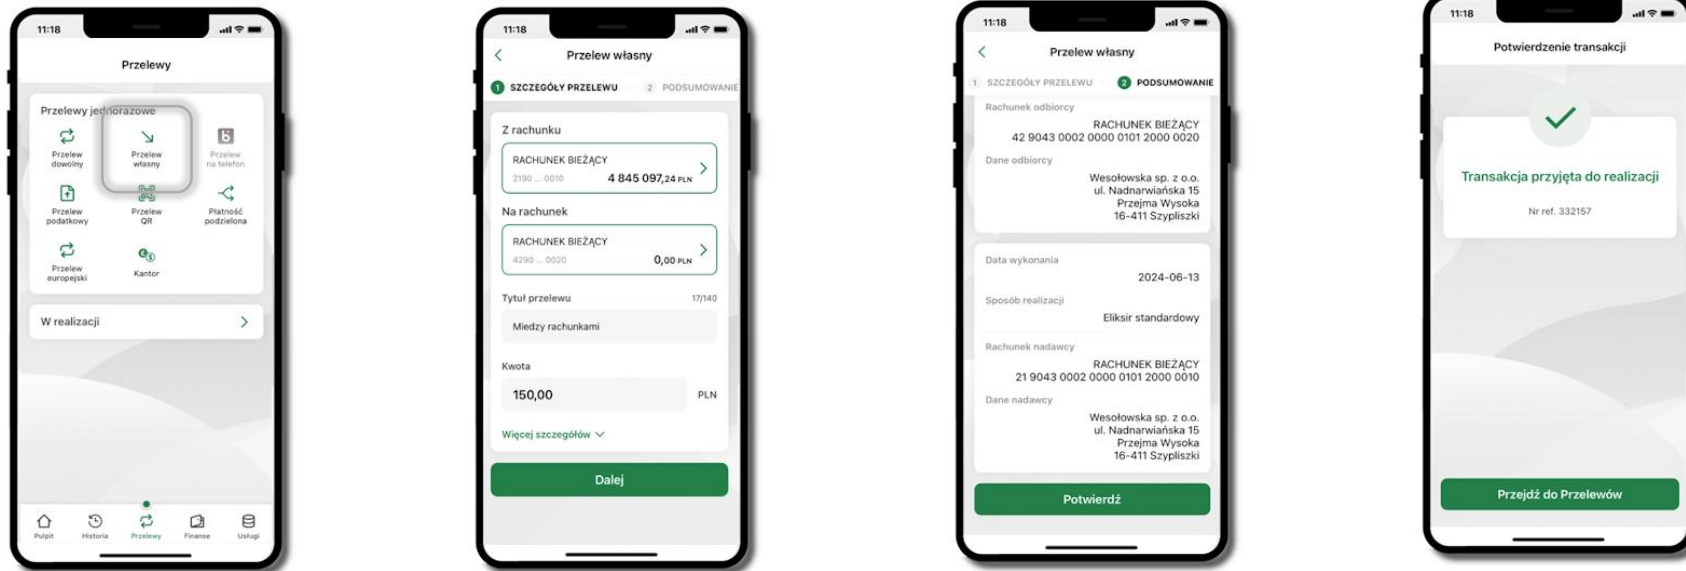 11:18
Przelewy
Przelewy jednorazowe
Przelew
dowolny
Przelew
własny
Przelew
na telefon
Przelew
podatkowy
Przelew
QR
Płatność
podzielona
Przelew
europejski
Kantor
W realizacji
Pulpit
Historia
Przelewy
Finanse
Usługi
11:18
Przelew własny
1 SZCZEGÓŁY PRZELEWU 2 PODSUMOWANIE
Z rachunku
RACHUNEK BIEŻĄCY
2190 ... 0010 4 845 097,24 PLN
Na rachunek
RACHUNEK BIEŻĄCY
4290 ... 0020 0,00 PLN
Tytuł przelewu 17/140
Miedzy rachunkami
Kwota
150,00 PLN
Więcej szczegółów
Dalej
11:18
Przelew własny
1 SZCZEGÓŁY PRZELEWU 2 PODSUMOWANIE
Rachunek odbiorcy
RACHUNEK BIEŻĄCY
42 9043 0002 0000 0101 2000 0020
Dane odbiorcy
Wesołowska sp. z o.o.
ul. Nadnarwiańska 15
Przejma Wysoka
16-411 Szypliszki
Data wykonania
2024-06-13
Sposób realizacji
Eliksir standardowy
Rachunek nadawcy
RACHUNEK BIEŻĄCY
21 9043 0002 0000 0101 2000 0010
Dane nadawcy
Wesołowska sp. z o.o.
ul. Nadnarwiańska 15
Przejma Wysoka
16-411 Szypliszki
Potwierdź
11:18
Potwierdzenie transakcji
Transakcja przyjęta do realizacji
Nr ref. 332157
Przejdź do Przelewów